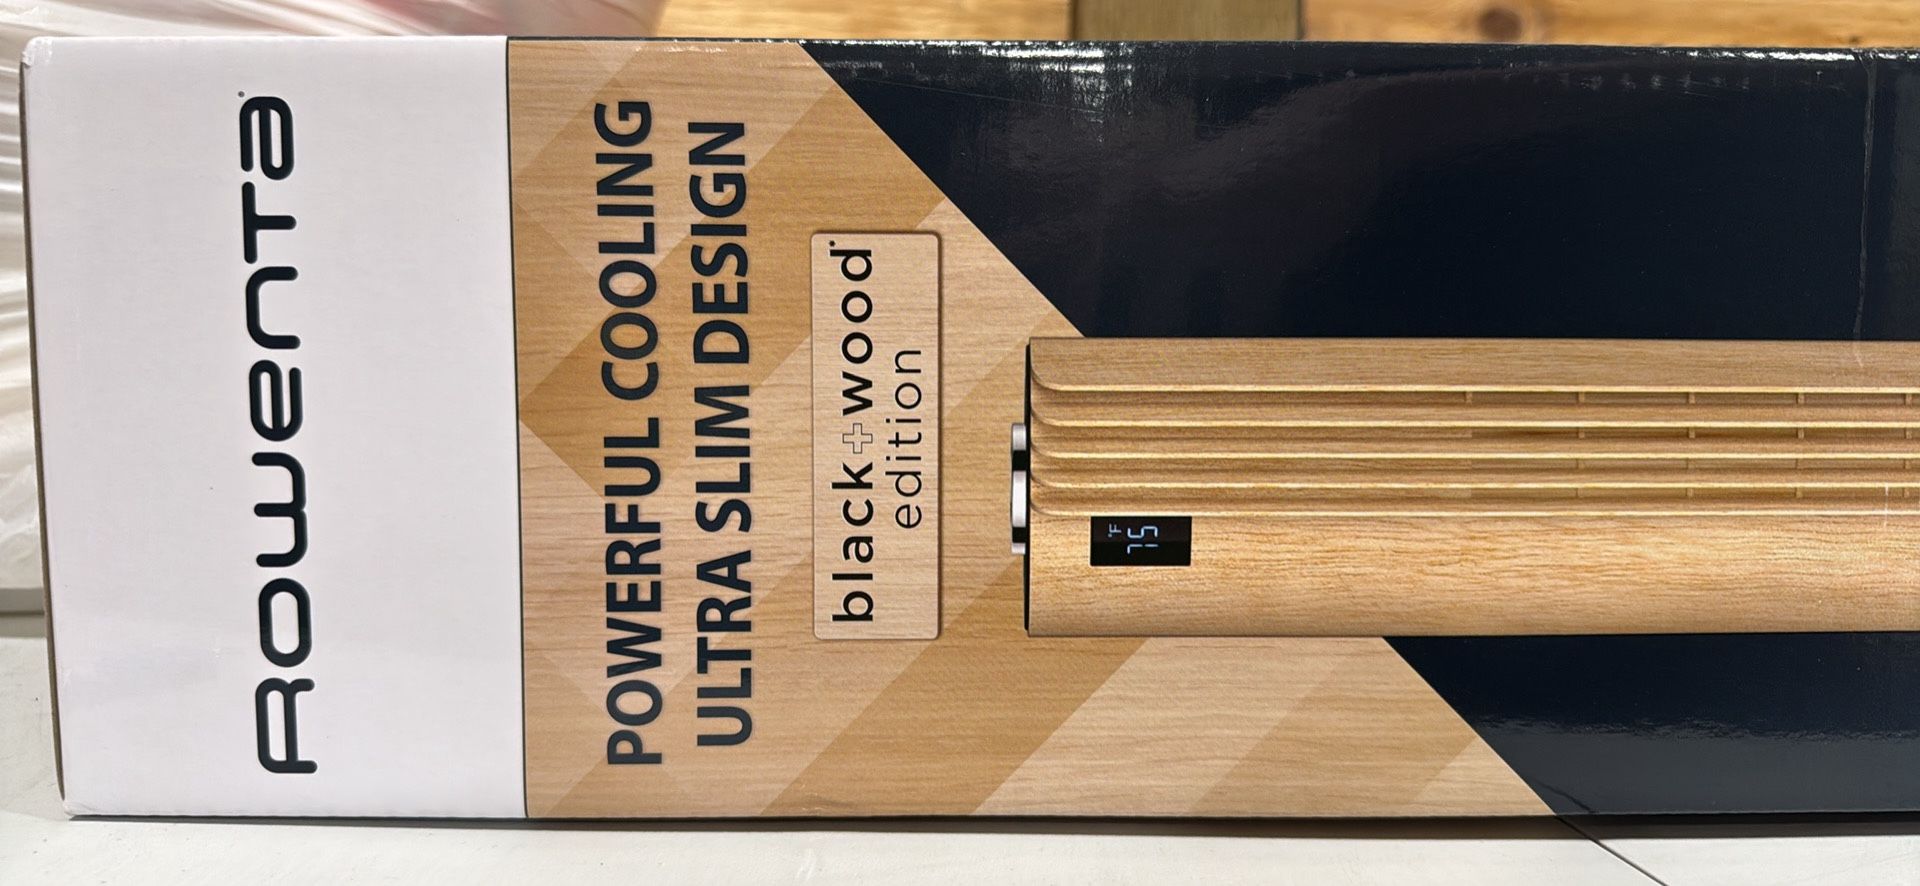 ROWENTA
POWERFUL COOLING
ULTRA SLIM DESIGN
black+wood*
edition
°F
75